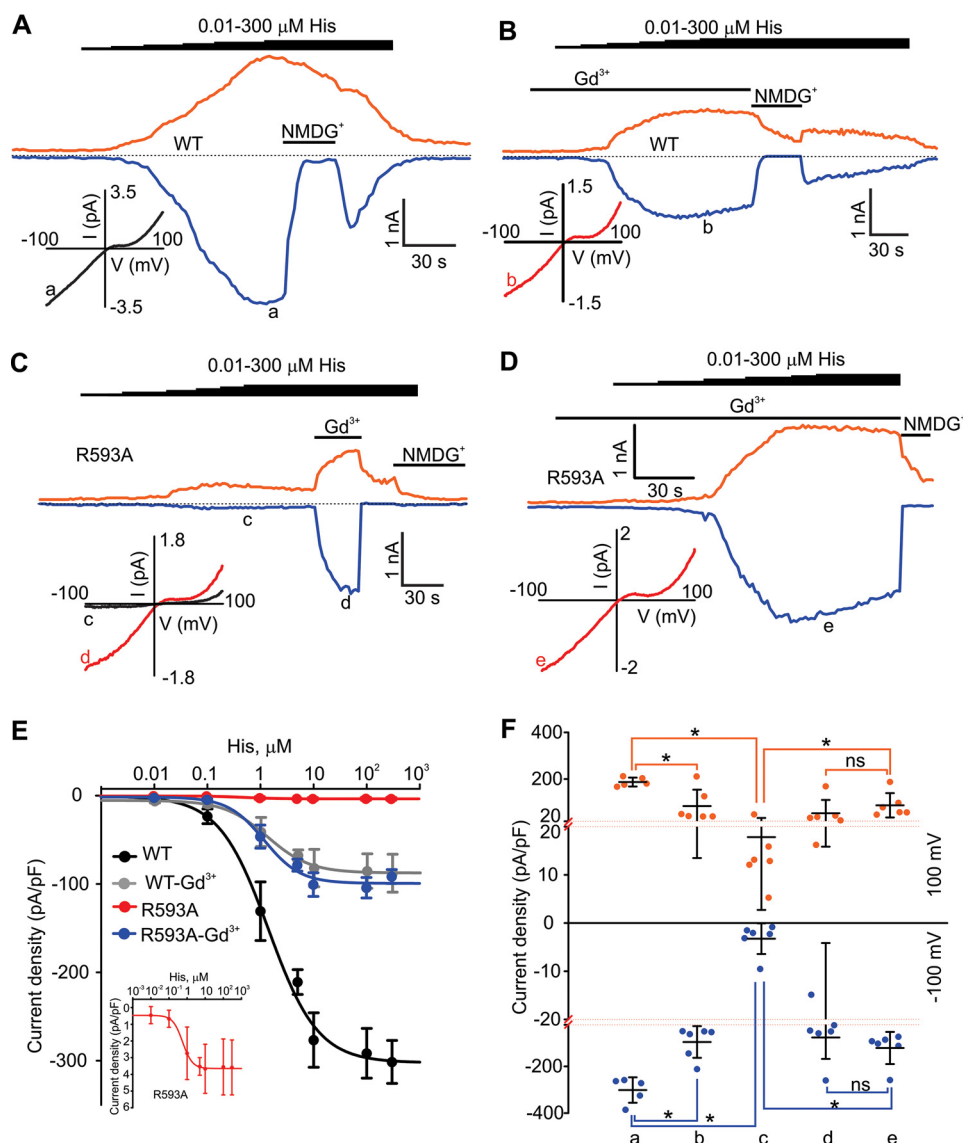 A
0.01-300 µM His
WT
NMDG⁺
3.5
I (pA)
-100
100
V (mV)
a
-3.5
a
1 nA
30 s
B
0.01-300 µM His
Gd³⁺
NMDG⁺
WT
1.5
I (pA)
-100
100
V (mV)
b
-1.5
b
1 nA
30 s
C
0.01-300 µM His
Gd³⁺
R593A
NMDG⁺
c
1.8
I (pA)
-100
100
c
V (mV)
d
-1.8
d
1 nA
30 s
D
0.01-300 µM His
Gd³⁺
NMDG⁺
1 nA
R593A
30 s
2
I (pA)
-100
100
V (mV)
e
-2
e
E
His, µM
0.01
0.1
1
10
10²
10³
0
-100
-200
-300
Current density (pA/pF)
WT
WT-Gd³⁺
R593A
R593A-Gd³⁺
His, µM
10⁻³
10⁻²
10⁻¹
10⁰
10¹
10²
10³
0
1
2
3
4
5
6
Current density (pA/pF)
R593A
F
400
200
20
20
10
0
-10
-20
-200
-400
Current density (pA/pF)
*
*
*
ns
100 mV
-100 mV
*
*
*
ns
a
b
c
d
e